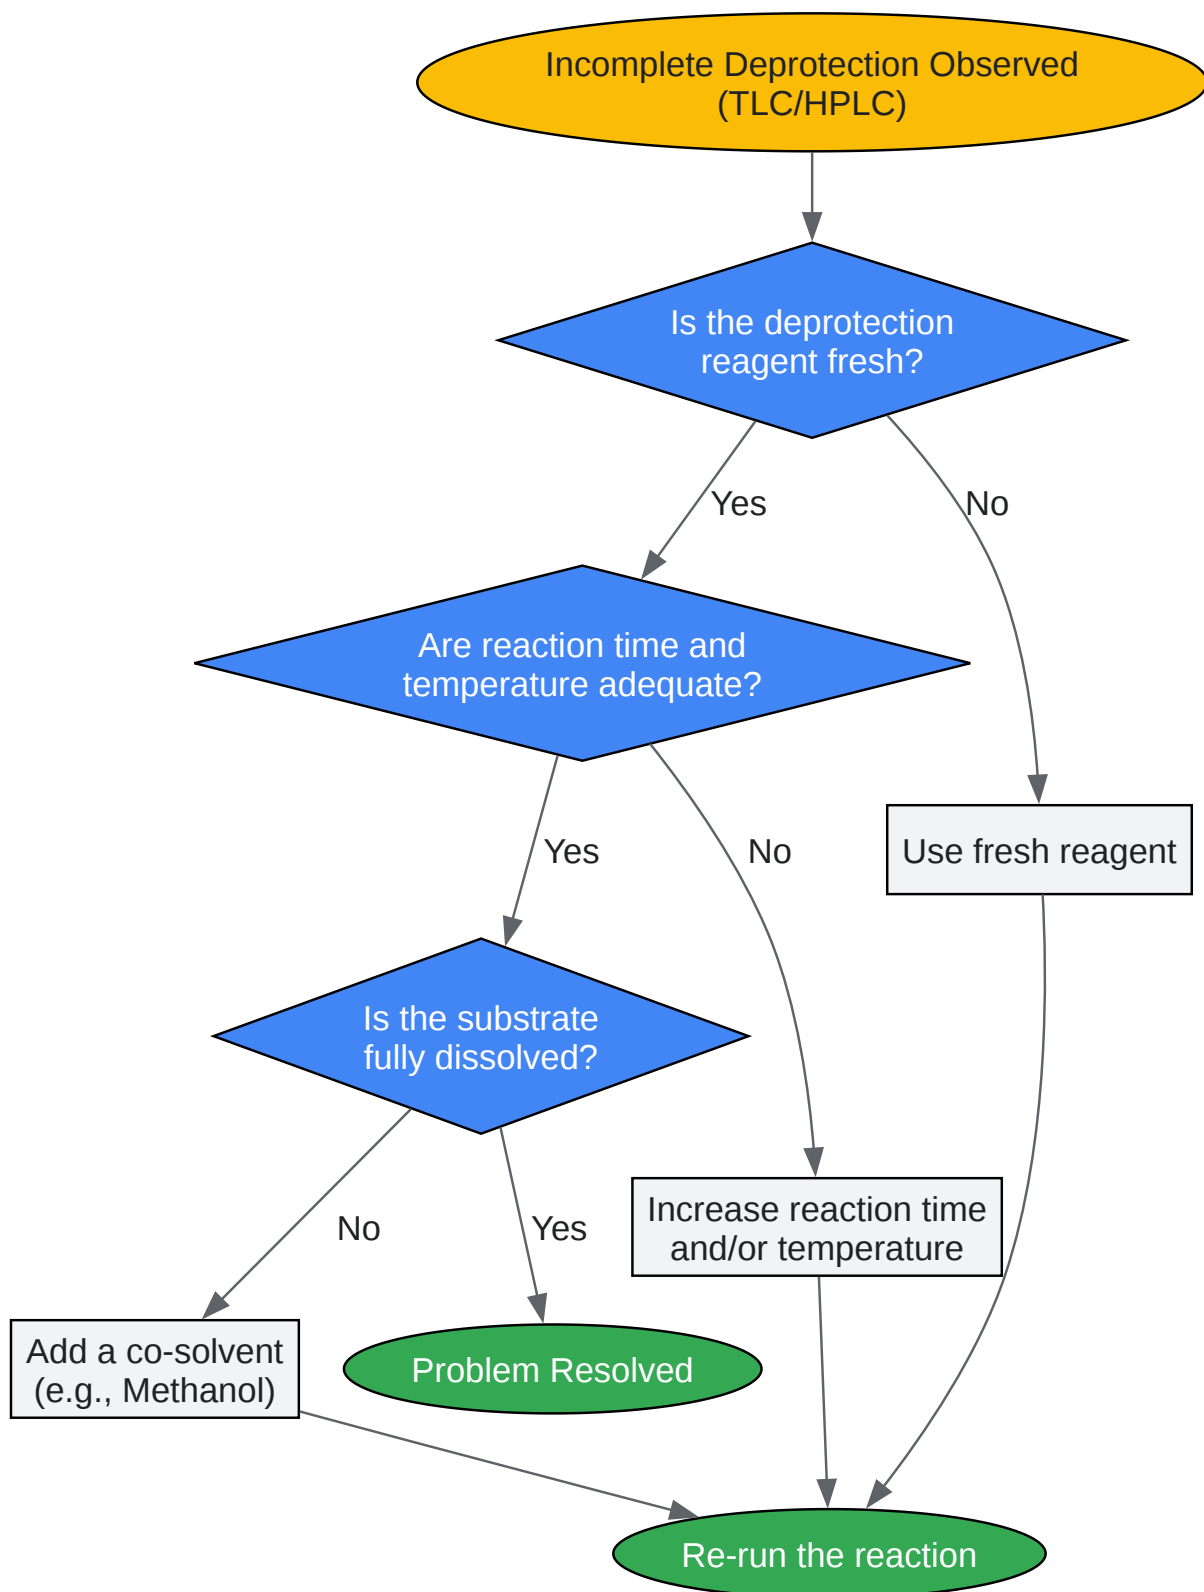 Incomplete Deprotection Observed
(TLC/HPLC)
Is the deprotection
reagent fresh?
Yes
No
Are reaction time and
temperature adequate?
Use fresh reagent
Yes
No
Is the substrate
fully dissolved?
No
Yes
Increase reaction time
and/or temperature
Add a co-solvent
(e.g., Methanol)
Problem Resolved
Re-run the reaction